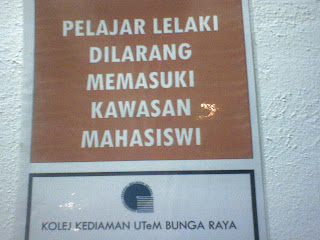 PELAJAR LELAKI
DILARANG
MEMASUKI
KAWASAN
MAHASISWI
KOLEJ KEDIAMAN UTeM BUNGA RAYA